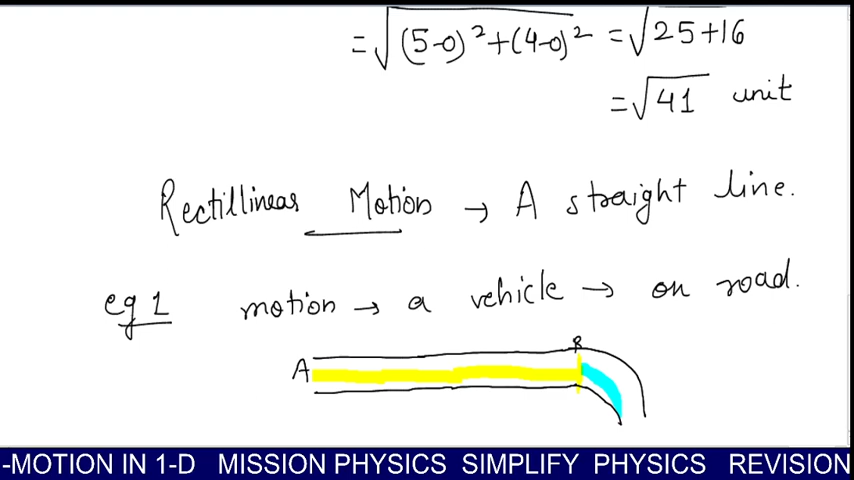 = √(5-0)² + (4-0)² = √25+16
= √41 unit
Rectillinear Motion → A straight line.
eg 1 motion → a vehicle → on road.
A B
-MOTION IN 1-D MISSION PHYSICS SIMPLIFY PHYSICS REVISION